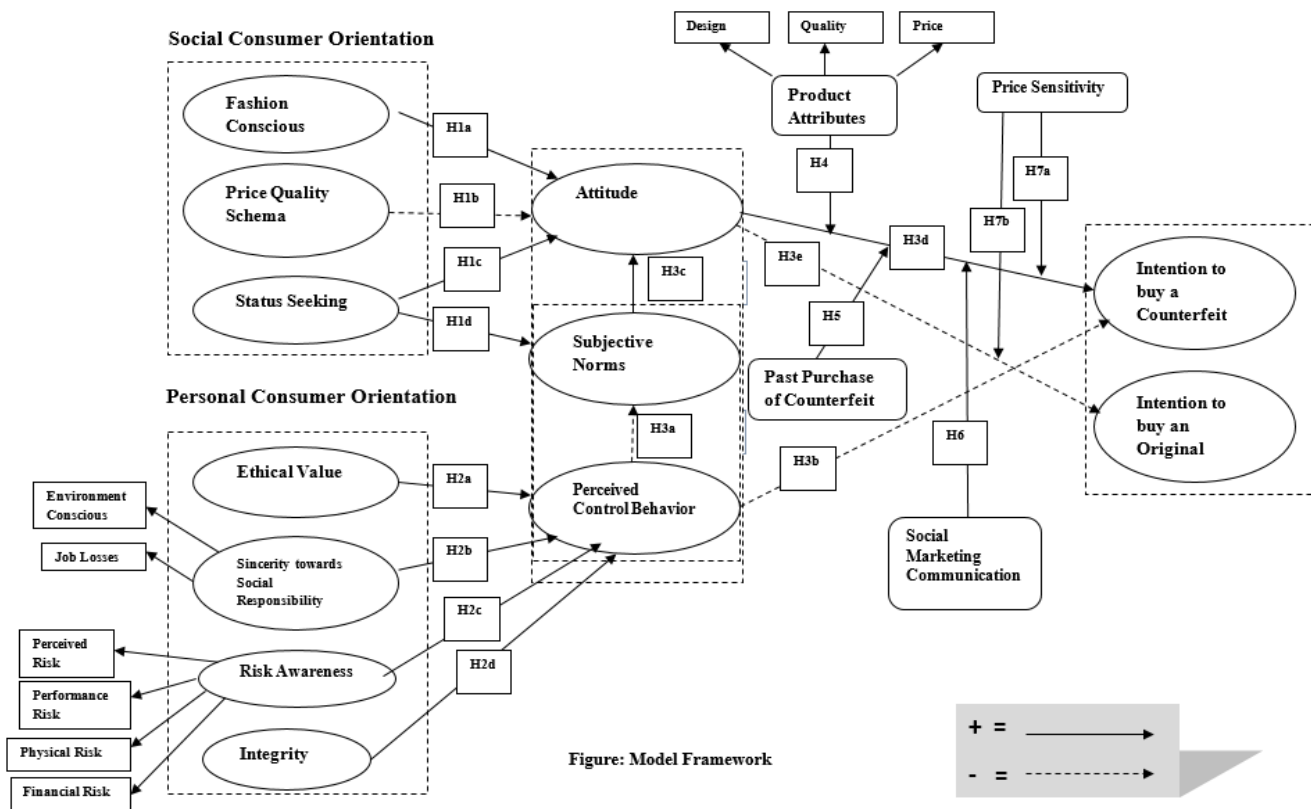 Social Consumer Orientation
Design
Quality
Price
Product
Attributes
Price Sensitivity
Fashion
Conscious
H1a
H4
H7a
Price Quality
Schema
H1b
Attitude
H7b
H3d
H3e
Status Seeking
H1c
H3c
Intention to
buy a
Counterfeit
H1d
H5
Subjective
Norms
Past Purchase
of Counterfeit
Personal Consumer Orientation
H3a
H6
Intention to
buy an
Original
Ethical Value
H2a
H3b
Environment
Conscious
Perceived
Control Behavior
Job Losses
Sincerity towards
Social
Responsibility
H2b
Social
Marketing
Communication
H2c
Perceived
Risk
Risk Awareness
H2d
Performance
Risk
Physical Risk
Integrity
Financial Risk
Figure: Model Framework
+ =
- =